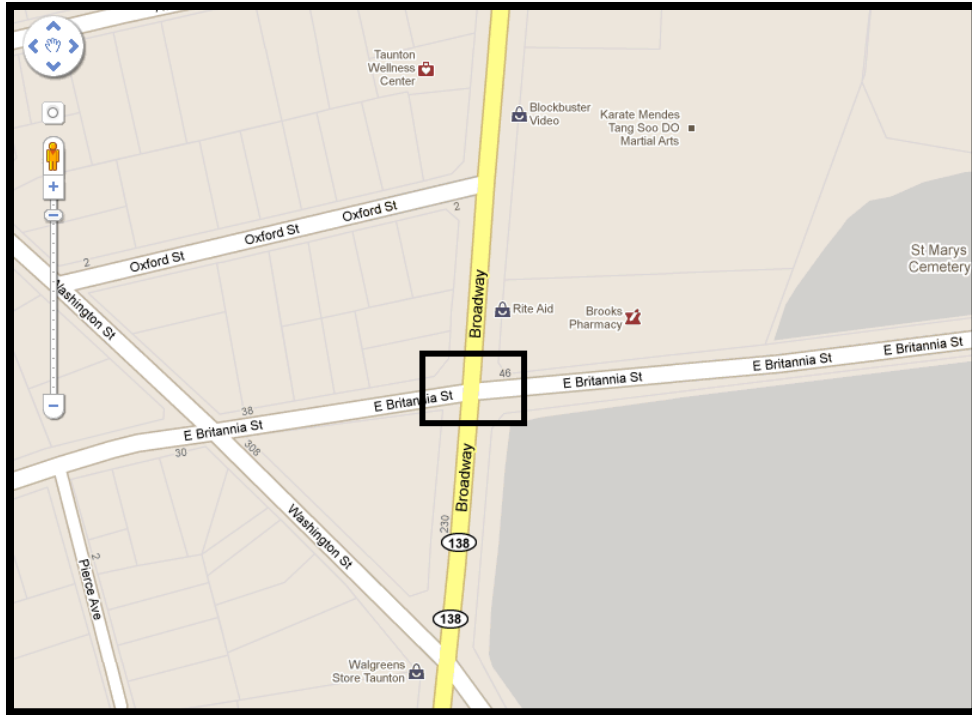 Taunton
Wellness
Center
Blockbuster
Video
Karate Mendes
Tang Soo DO
Martial Arts
Oxford St
Oxford St
Oxford St
2
2
St Marys
Cemetery
Washington St
Broadway
Rite Aid
Brooks
Pharmacy
E Britannia St
E Britannia St
E Britannia St
46
E Britannia St
38
E Britannia St
30
308
Broadway
230
138
Washington St
2
Pierce Ave
138
Walgreens
Store Taunton